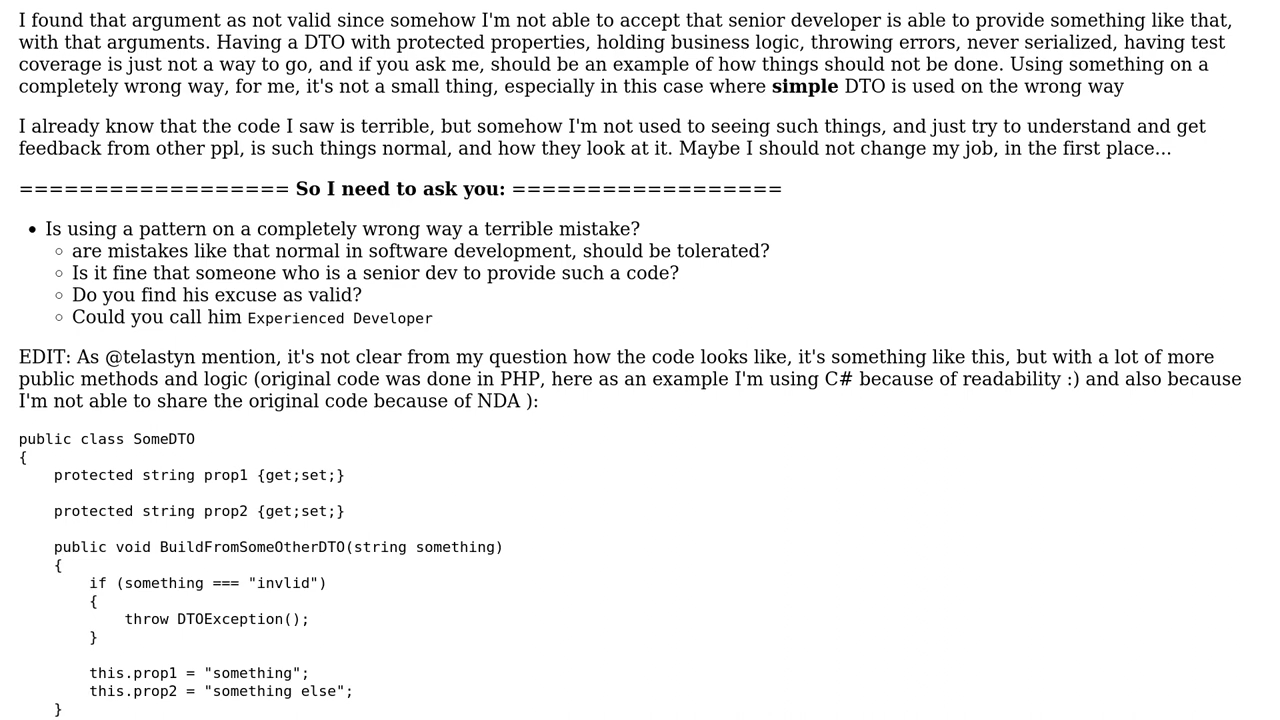 I found that argument as not valid since somehow I'm not able to accept that senior developer is able to provide something like that,
with that arguments. Having a DTO with protected properties, holding business logic, throwing errors, never serialized, having test
coverage is just not a way to go, and if you ask me, should be an example of how things should not be done. Using something on a
completely wrong way, for me, it's not a small thing, especially in this case where simple DTO is used on the wrong way
I already know that the code I saw is terrible, but somehow I'm not used to seeing such things, and just try to understand and get
feedback from other ppl, is such things normal, and how they look at it. Maybe I should not change my job, in the first place...
================== So I need to ask you: ==================
• Is using a pattern on a completely wrong way a terrible mistake?
◦ are mistakes like that normal in software development, should be tolerated?
◦ Is it fine that someone who is a senior dev to provide such a code?
◦ Do you find his excuse as valid?
◦ Could you call him Experienced Developer
EDIT: As @telastyn mention, it's not clear from my question how the code looks like, it's something like this, but with a lot of more
public methods and logic (original code was done in PHP, here as an example I'm using C# because of readability :) and also because
I'm not able to share the original code because of NDA ):
public class SomeDTO
{
    protected string prop1 {get;set;}
    protected string prop2 {get;set;}
    public void BuildFromSomeOtherDTO(string something)
    {
        if (something === "invlid")
        {
            throw DTOException();
        }
        this.prop1 = "something";
        this.prop2 = "something else";
    }